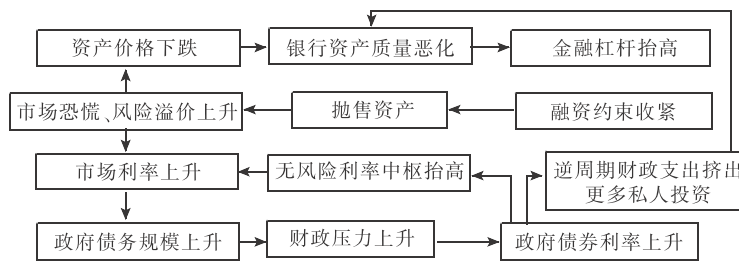 资产价格下跌
银行资产质量恶化
金融杠杆抬高
市场恐慌、风险溢价上升
抛售资产
融资约束收紧
市场利率上升
无风险利率中枢抬高
逆周期财政支出挤出
更多私人投资
政府债务规模上升
财政压力上升
政府债券利率上升